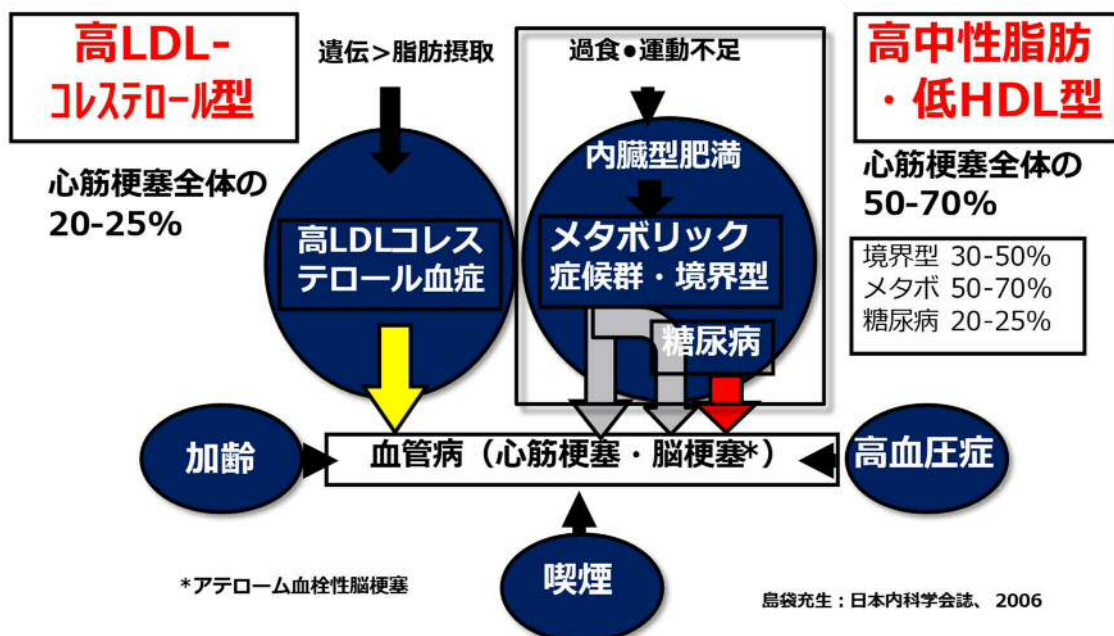 高LDL-
ｺﾚｽﾃﾛｰﾙ型
遺伝＞脂肪摂取
過食●運動不足
高中性脂肪
・低HDL型
心筋梗塞全体の
20-25%
内臓型肥満
心筋梗塞全体の
50-70%
高LDLコレス
テロール血症
メタボリック
症候群・境界型
境界型 30-50%
メタボ 50-70%
糖尿病 20-25%
糖尿病
加齢
血管病（心筋梗塞・脳梗塞*）
高血圧症
喫煙
*アテローム血栓性脳梗塞
島袋充生：日本内科学会誌、2006